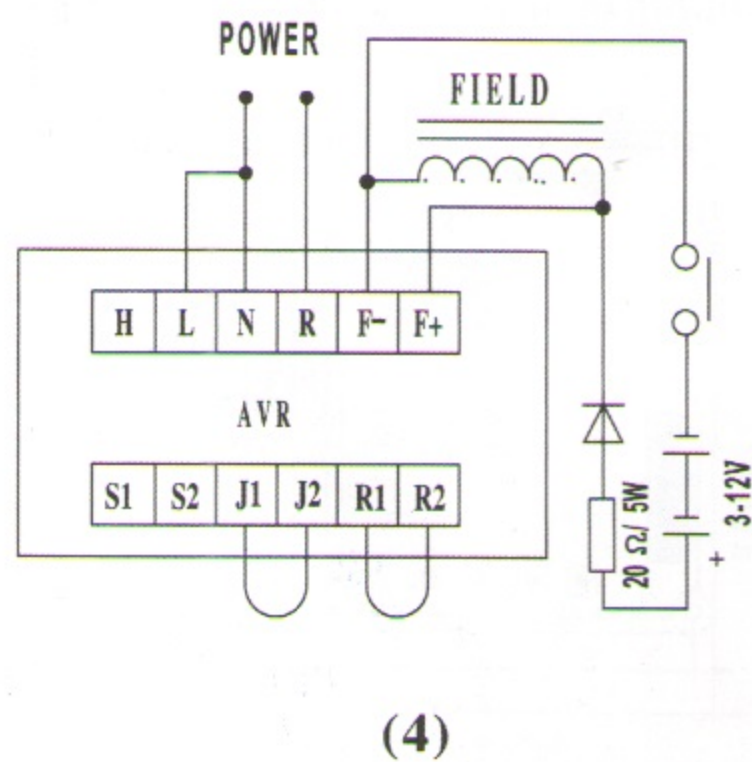 POWER
FIELD
H L N R F- F+
AVR
S1 S2 J1 J2 R1 R2
20 Ω/ 5W
3-12V
+
(4)